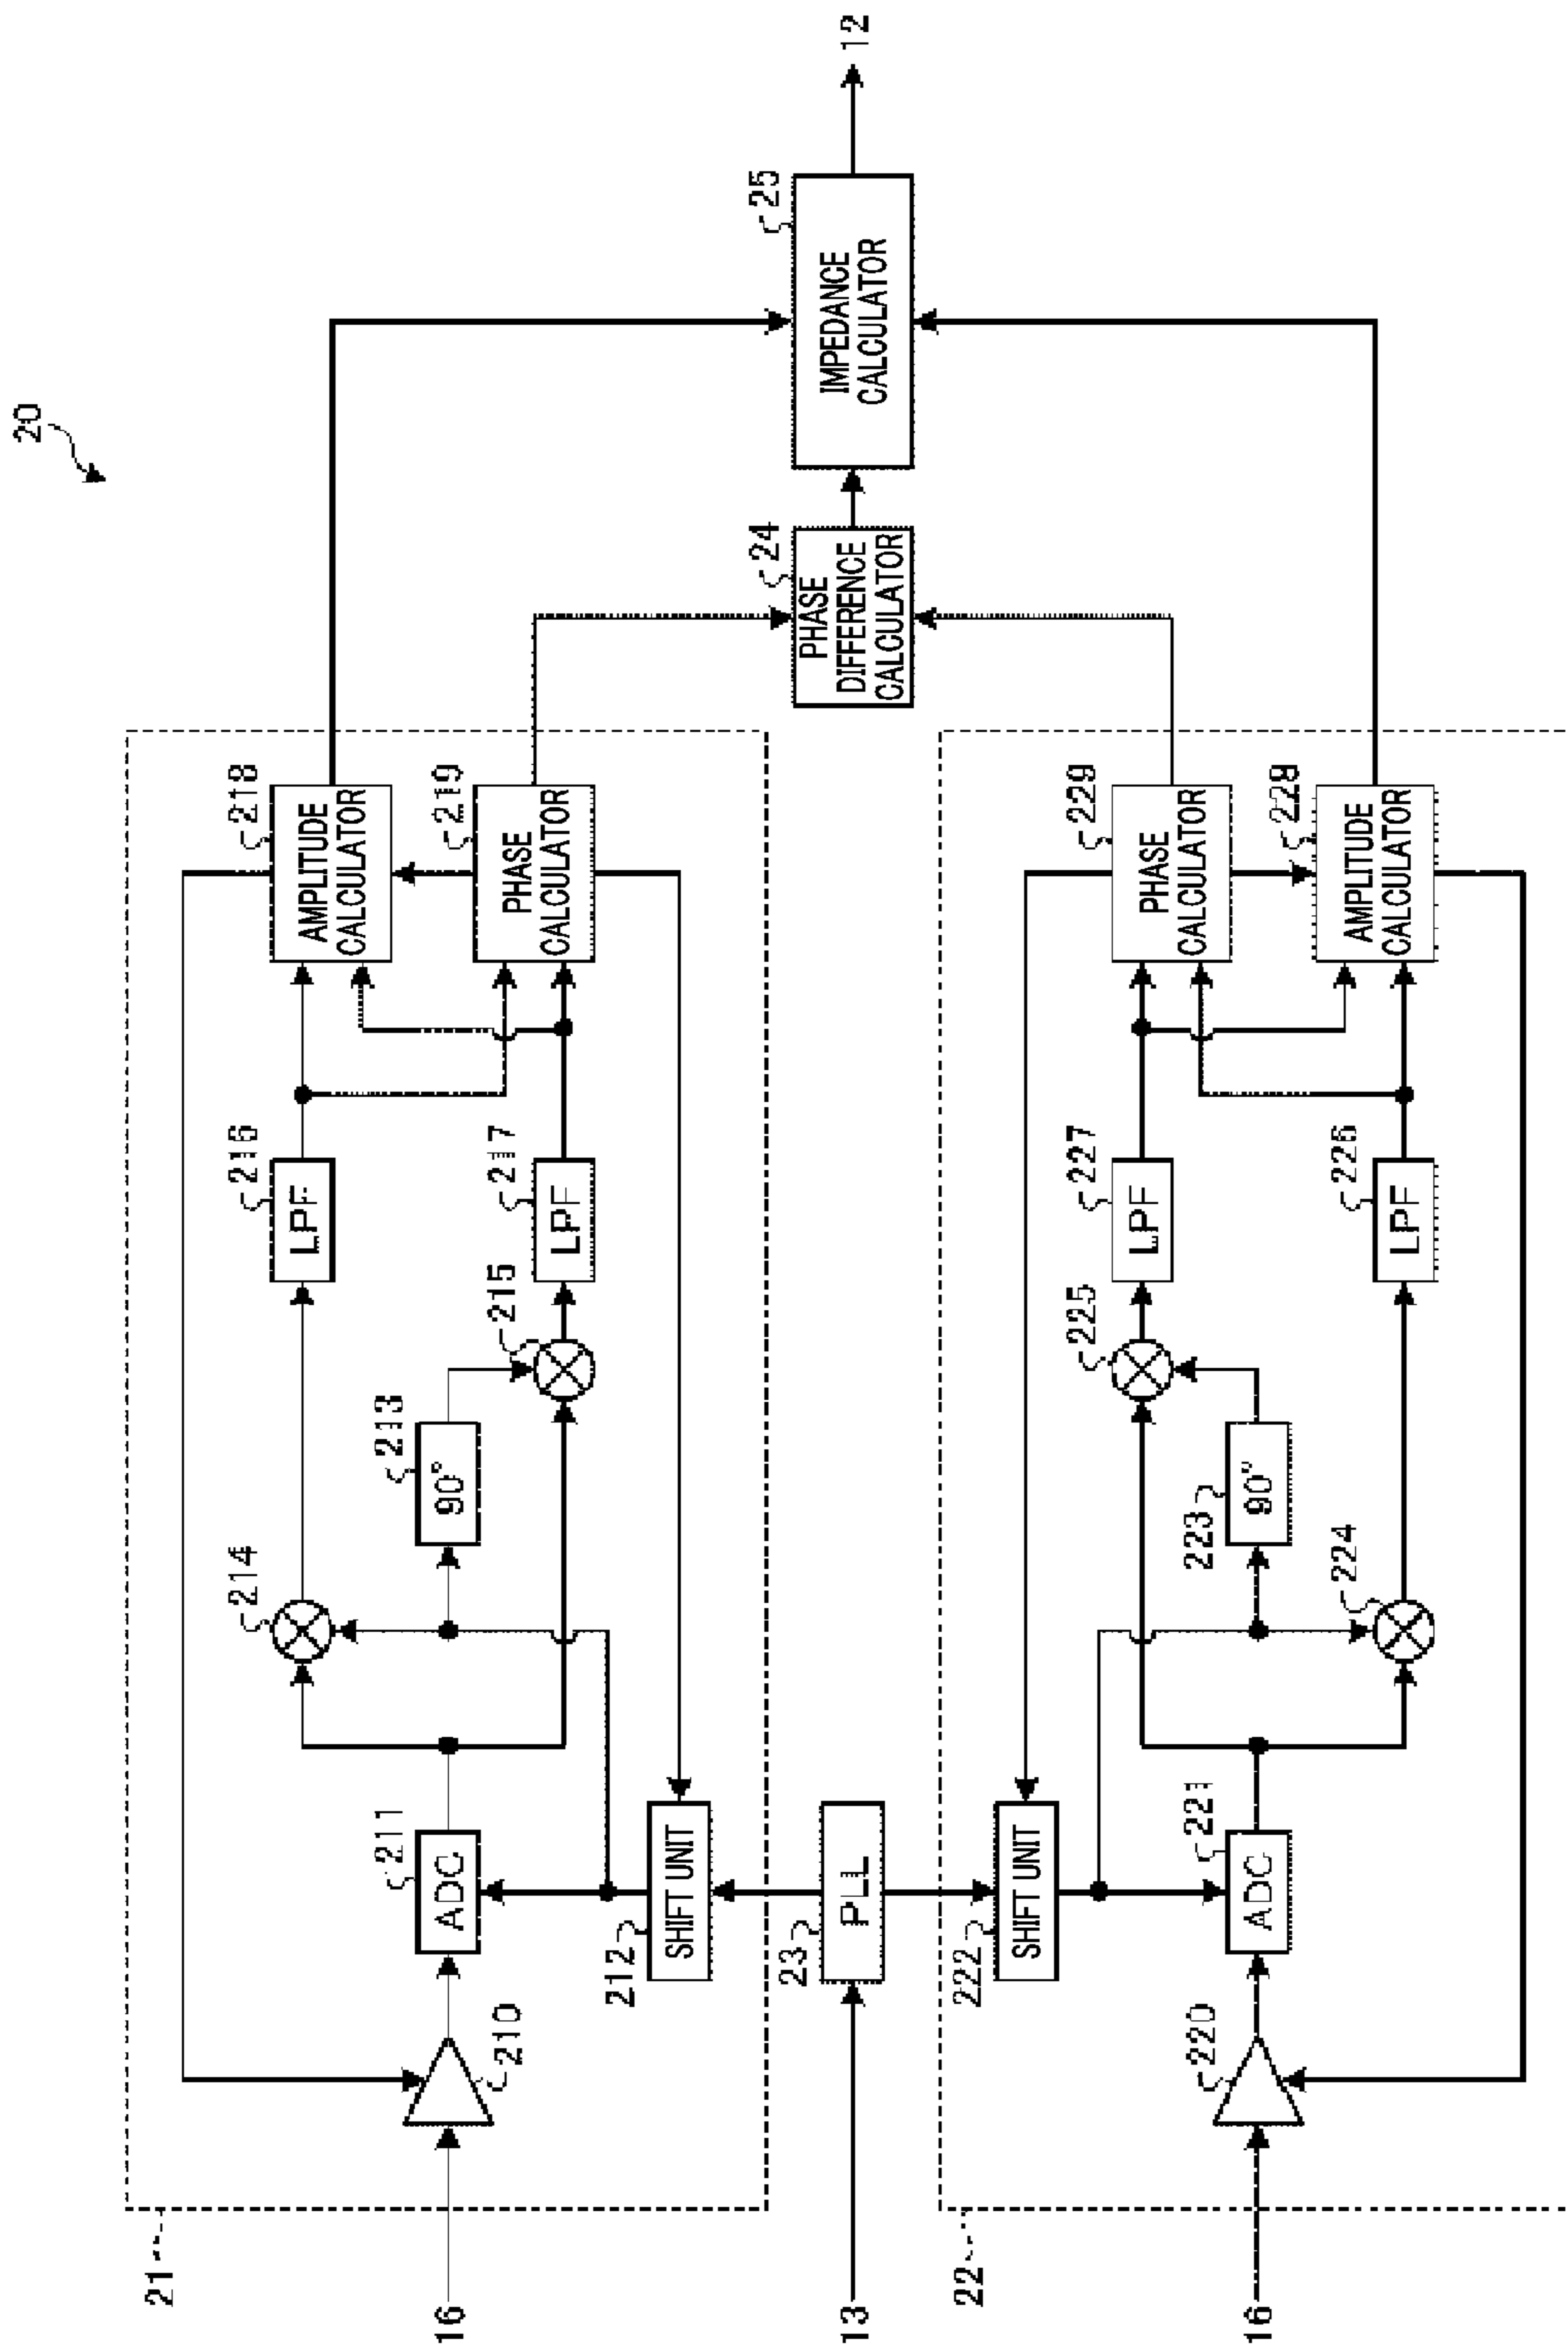 20
21
16
210
ADC
211
214
90°
213
215
LPF
216
LPF
217
AMPLITUDE
CALCULATOR
218
PHASE
CALCULATOR
219
212
SHIFT UNIT
13
23
PLL
PHASE
DIFFERENCE
CALCULATOR
24
IMPEDANCE
CALCULATOR
25
12
22
222
SHIFT UNIT
16
220
ADC
221
223
90°
224
225
LPF
227
LPF
226
PHASE
CALCULATOR
229
AMPLITUDE
CALCULATOR
228